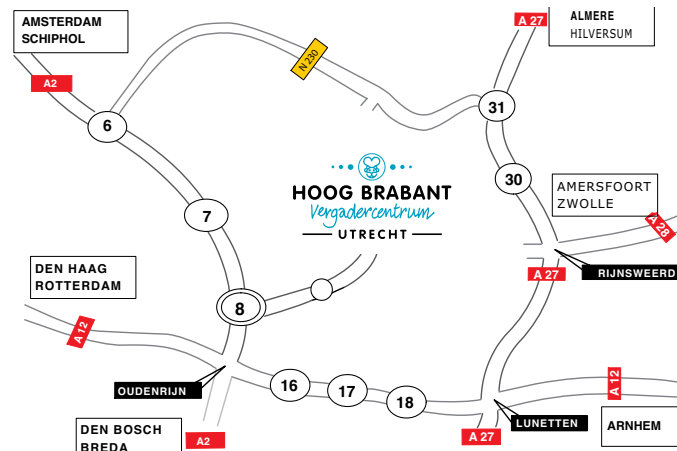 AMSTERDAM
SCHIPHOL
A2
6
N 230
A 27
ALMERE
HILVERSUM
31
30
7
HOOG BRABANT
Vergadercentrum
UTRECHT
AMERSFOORT
ZWOLLE
A 28
A 27
RIJNSWEERD
DEN HAAG
ROTTERDAM
8
A 12
OUDENRIJN
16
17
18
A 12
DEN BOSCH
BREDA
A2
A 27
LUNETTEN
ARNHEM